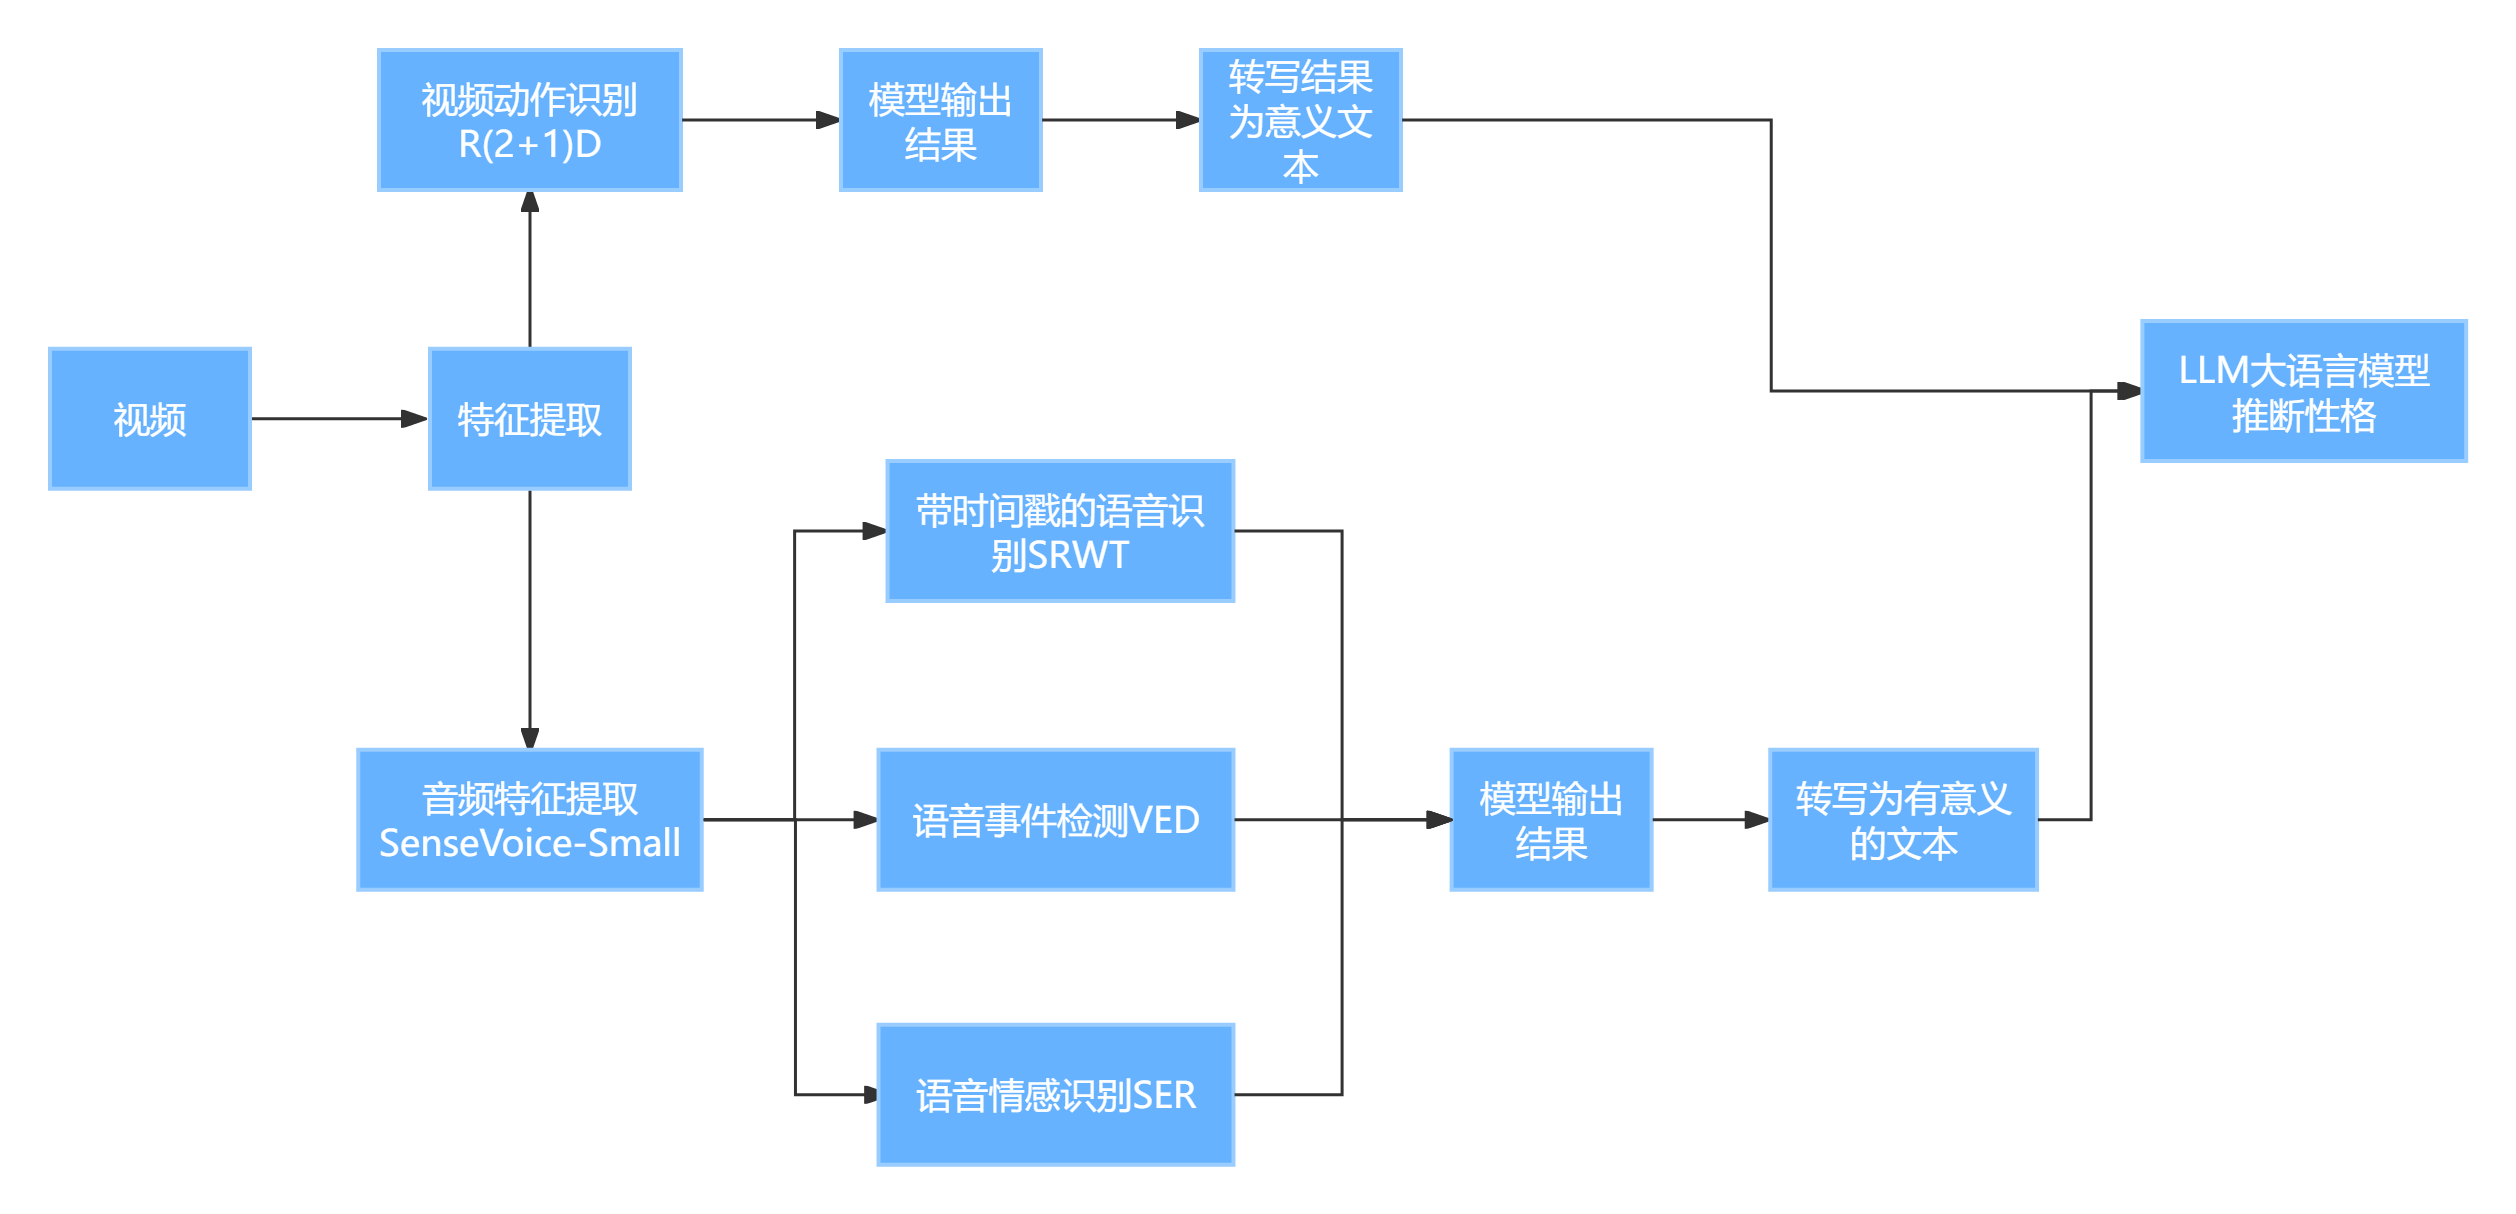 视频动作识别
R(2+1)D
模型输出
结果
转写结果
为意义文
本
视频
特征提取
LLM大语言模型
推断性格
带时间戳的语音识
别SRWT
音频特征提取
SenseVoice-Small
语音事件检测VED
模型输出
结果
转写为有意义
的文本
语音情感识别SER